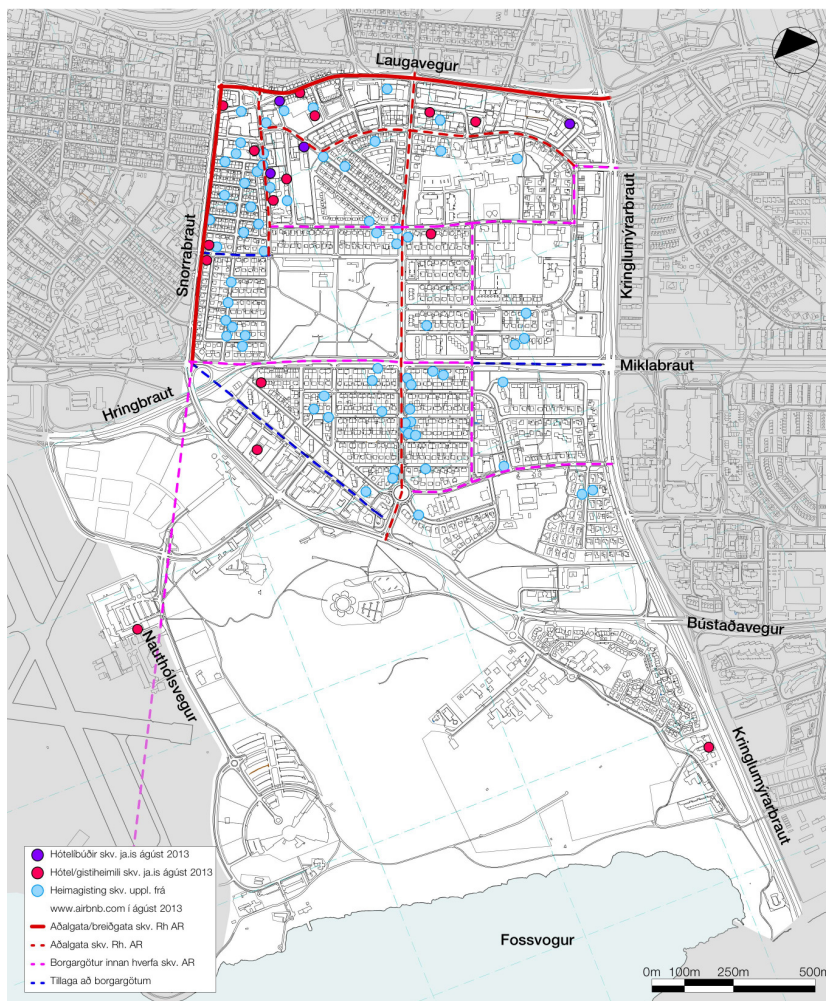 Laugavegur
Snorrabraut
Kringlumýrarbraut
Miklabraut
Hringbraut
Bústaðavegur
Nauthólsvegur
Kringlumýrarbraut
Fossvogur
Hótelíbúðir skv. ja.is ágúst 2013
Hótel/gistiheimili skv. ja.is ágúst 2013
Heimagisting skv. uppl. frá
www.airbnb.com í ágúst 2013
Aðalgata/breiðgata skv. Rh AR
Aðalgata skv. Rh. AR
Borgargötur innan hverfa skv. AR
Tillaga að borgargötum
0m 100m 250m 500m